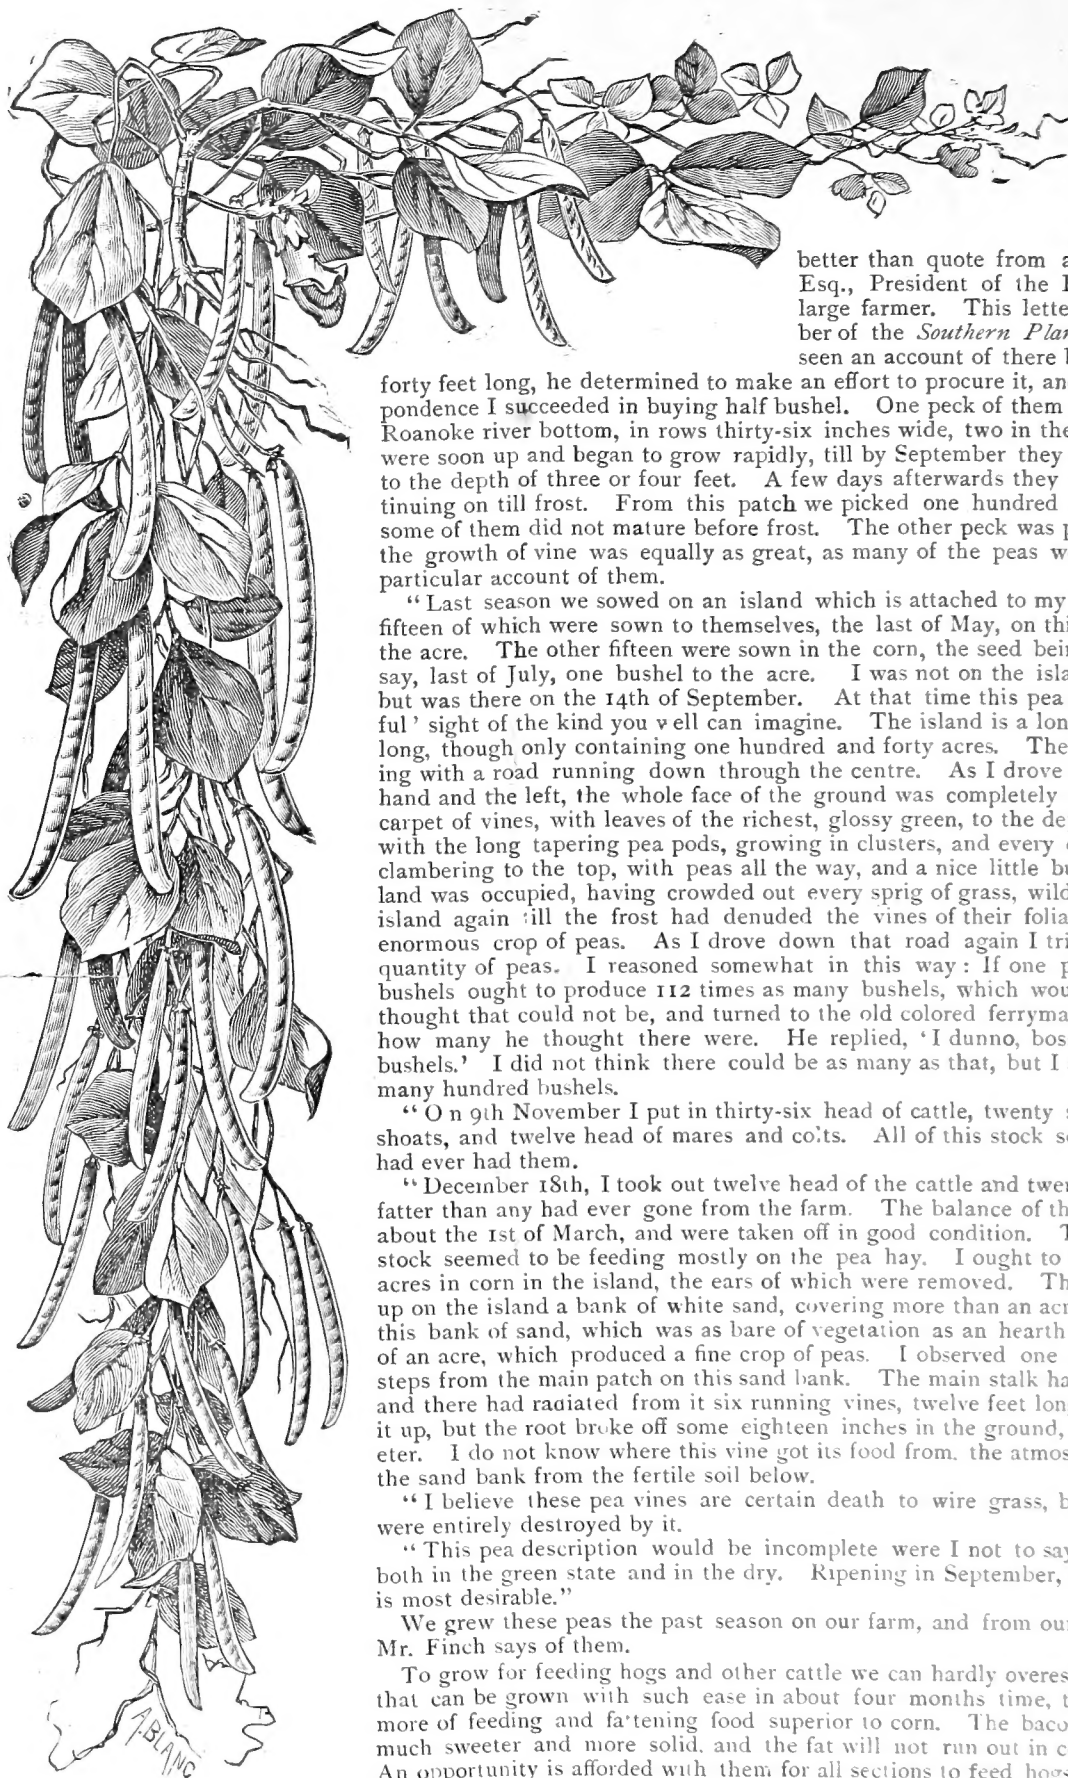 better than quote from a
Esq., President of the
large farmer. This lette
ber of the Southern Plan
seen an account of there
forty feet long, he determined to make an effort to procure it, an
pondence I succeeded in buying half bushel. One peck of them
Roanoke river bottom, in rows thirty-six inches wide, two in the
were soon up and began to grow rapidly, till by September they
to the depth of three or four feet. A few days afterwards they
tinuing on till frost. From this patch we picked one hundred
some of them did not mature before frost. The other peck was p
the growth of vine was equally as great, as many of the peas w
particular account of them.
“Last season we sowed on an island which is attached to my
fifteen of which were sown to themselves, the last of May, on thi
the acre. The other fifteen were sown in the corn, the seed bein
say, last of July, one bushel to the acre. I was not on the isla
but was there on the 14th of September. At that time this pea
ful’ sight of the kind you well can imagine. The island is a lon
long, though only containing one hundred and forty acres. The
ing with a road running down through the centre. As I drove
hand and the left, the whole face of the ground was completely
carpet of vines, with leaves of the richest, glossy green, to the de
with the long tapering pea pods, growing in clusters, and every
clambering to the top, with peas all the way, and a nice little bu
land was occupied, having crowded out every sprig of grass, wild
island again till the frost had denuded the vines of their folia
enormous crop of peas. As I drove down that road again I tri
quantity of peas. I reasoned somewhat in this way: If one p
bushels ought to produce 112 times as many bushels, which wou
thought that could not be, and turned to the old colored ferryma
how many he thought there were. He replied, ‘I dunno, bos
bushels.’ I did not think there could be as many as that, but I
many hundred bushels.
“On 9th November I put in thirty-six head of cattle, twenty
shoats, and twelve head of mares and colts. All of this stock se
had ever had them.
“December 18th, I took out twelve head of the cattle and twen
fatter than any had ever gone from the farm. The balance of th
about the 1st of March, and were taken off in good condition. T
stock seemed to be feeding mostly on the pea hay. I ought to
acres in corn in the island, the ears of which were removed. Th
up on the island a bank of white sand, covering more than an acr
this bank of sand, which was as bare of vegetation as an hearth
of an acre, which produced a fine crop of peas. I observed one
steps from the main patch on this sand bank. The main stalk ha
and there had radiated from it six running vines, twelve feet long
it up, but the root broke off some eighteen inches in the ground,
eter. I do not know where this vine got its food from. the atmos
the sand bank from the fertile soil below.
“I believe these pea vines are certain death to wire grass, b
were entirely destroyed by it.
“This pea description would be incomplete were I not to say
both in the green state and in the dry. Ripening in September,
is most desirable.”
We grew these peas the past season on our farm, and from our
Mr. Finch says of them.
To grow for feeding hogs and other cattle we can hardly overes
that can be grown with such ease in about four months time, t
more of feeding and fattening food superior to corn. The baco
much sweeter and more solid. and the fat will not run out in c
An opportunity is afforded with them for all sections to feed hogs
A. BLANC